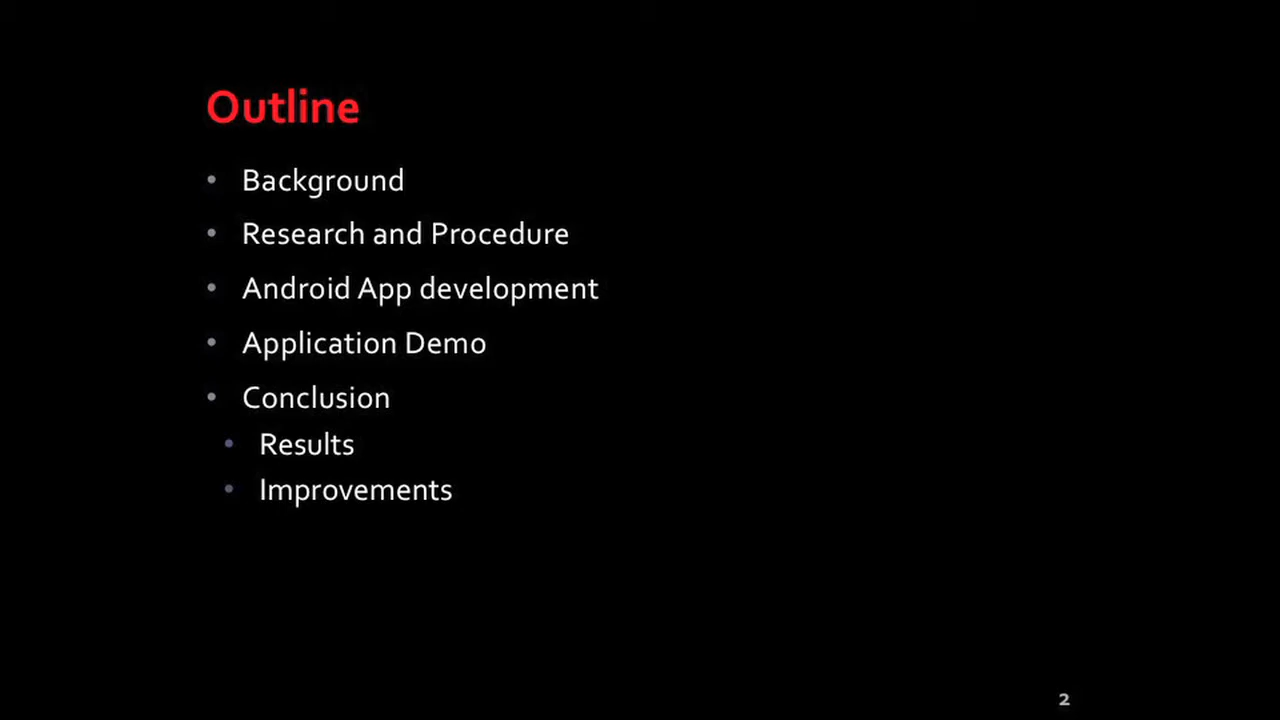 Outline
• Background
• Research and Procedure
• Android App development
• Application Demo
• Conclusion
• Results
• Improvements
2